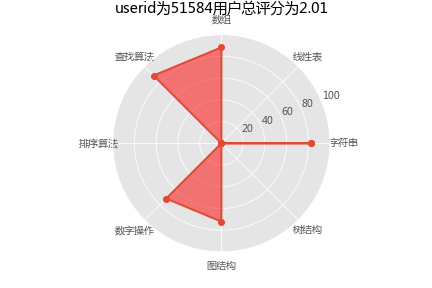 userid为51584用户总评分为2.01
数组
查找算法
线性表
100
80
60
40
20
排序算法
字符串
数字操作
树结构
图结构